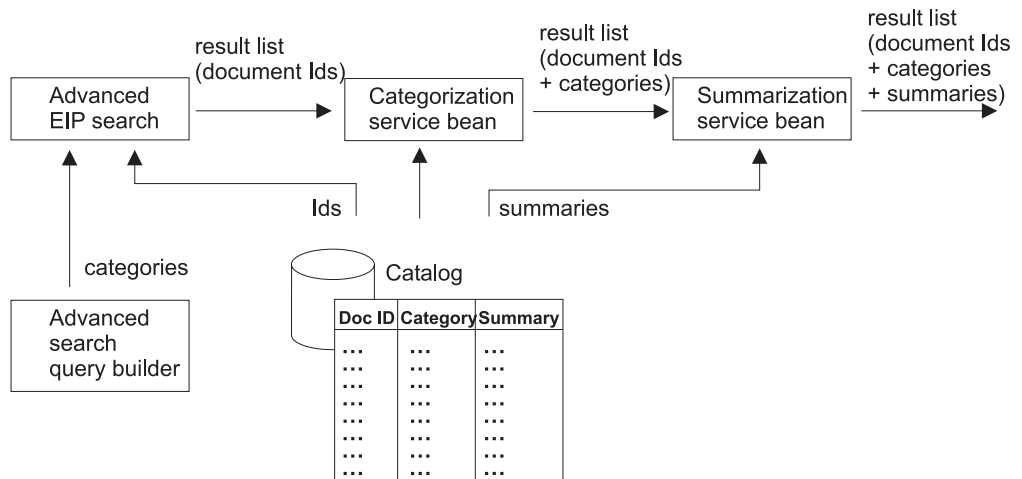 result list
(document Ids)
result list
(document Ids
+ categories)
result list
(document Ids
+ categories
+ summaries)
Advanced
EIP search
Categorization
service bean
Summarization
service bean
Ids
summaries
categories
Catalog
Advanced
search
query builder
Doc ID Category Summary
... ... ...
... ... ...
... ... ...
... ... ...
... ... ...
... ... ...
... ... ...
... ... ...